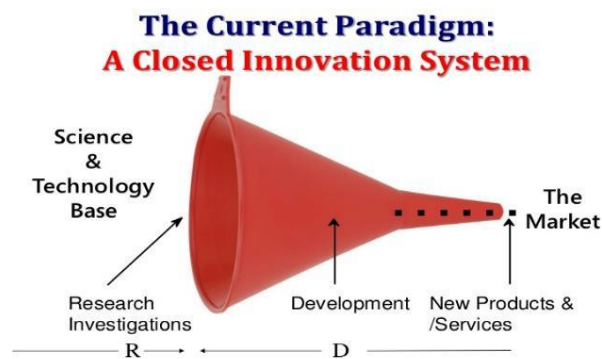 The Current Paradigm:
A Closed Innovation System
Science
&
Technology
Base
The
Market
Research
Investigations
Development
New Products &
/Services
R
D